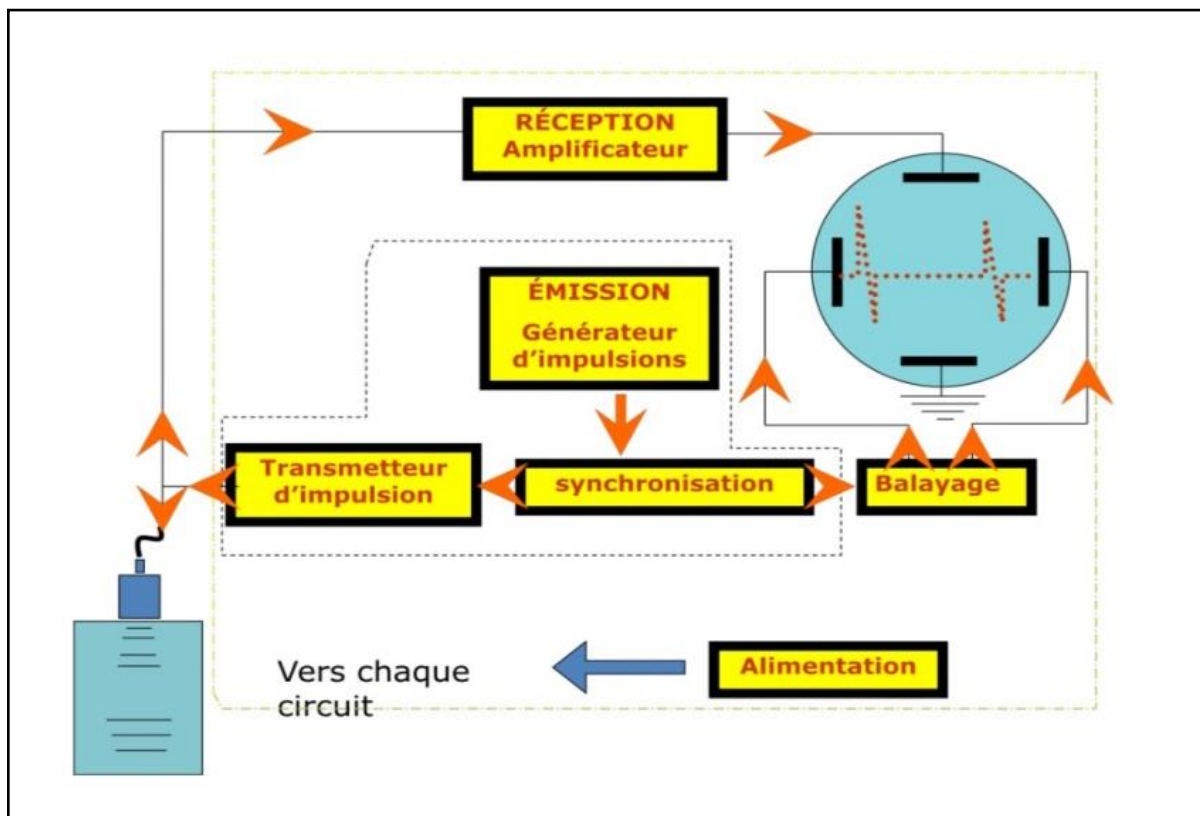 RÉCEPTION
Amplificateur
ÉMISSION
Générateur
d'impulsions
Transmetteur
d'impulsion
synchronisation
Balayage
Vers chaque
circuit
Alimentation